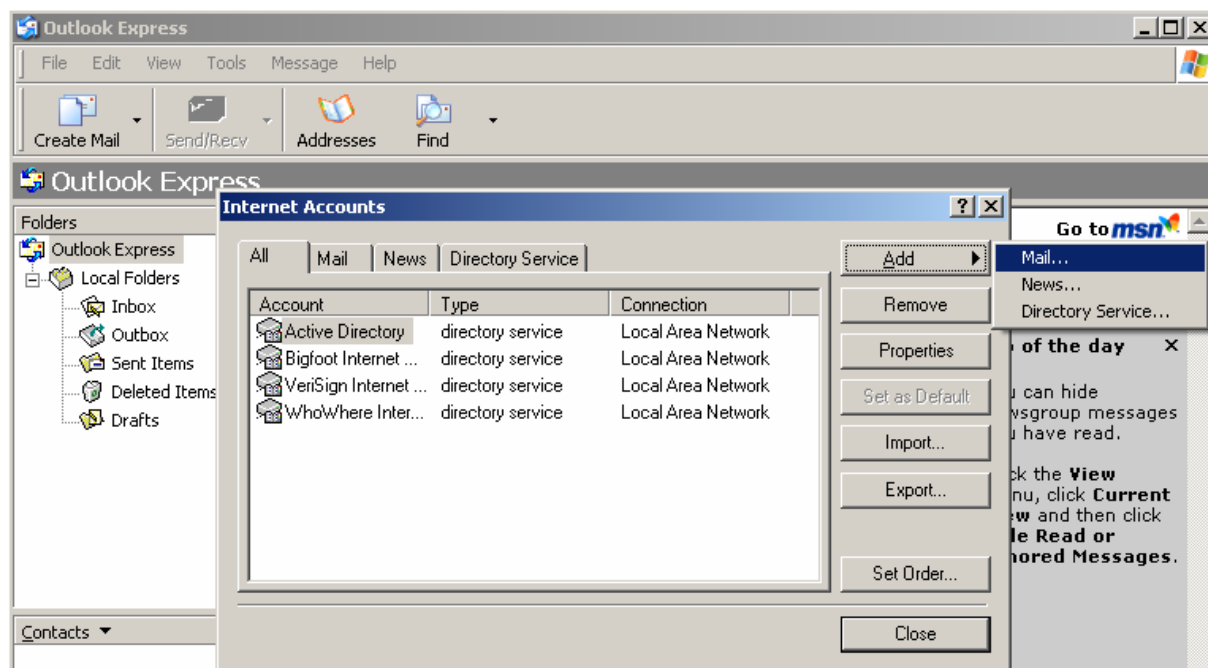 Outlook Express
File Edit View Tools Message Help
Create Mail Send/Recv Addresses Find
Outlook Express
Internet Accounts
Folders
Go to msn
Outlook Express
Local Folders
Inbox
Outbox
Sent Items
Deleted Items
Drafts
All Mail News Directory Service
Account Type Connection
Active Directory directory service Local Area Network
Bigfoot Internet ... directory service Local Area Network
VeriSign Internet ... directory service Local Area Network
WhoWhere Inter... directory service Local Area Network
Add
Remove
Properties
Set as Default
Import...
Export...
Set Order...
Close
Mail...
News...
Directory Service...
of the day
can hide
messages
have read.
the View
click Current
and then click
Read or
Messages.
Contacts